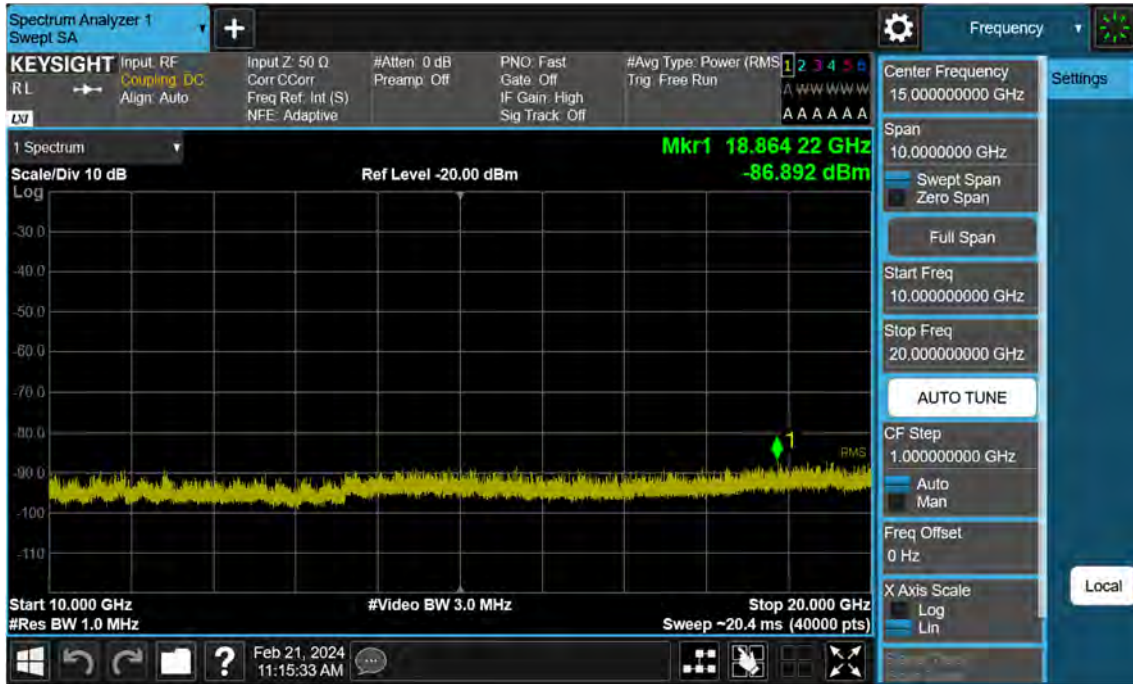 Spectrum Analyzer 1
Swept SA
Frequency
KEYSIGHT
RL
LXI
Input: RF
Coupling: DC
Align: Auto
Input Z: 50 Ω
Corr CCorr
Freq Ref: Int (S)
NFE: Adaptive
#Atten: 0 dB
Preamp: Off
PNO: Fast
Gate: Off
IF Gain: High
Sig Track: Off
#Avg Type: Power (RMS
Trig: Free Run
1 2 3 4 5 6
A W W W W W
A A A A A A
1 Spectrum
Scale/Div 10 dB
Ref Level -20.00 dBm
Mkr1 18.864 22 GHz
-86.892 dBm
Log
-30.0
-40.0
-50.0
-60.0
-70.0
-80.0
-90.0
-100
-110
1
RMS
Start 10.000 GHz
#Video BW 3.0 MHz
Stop 20.000 GHz
#Res BW 1.0 MHz
Sweep ~20.4 ms (40000 pts)
Feb 21, 2024
11:15:33 AM
Center Frequency
15.000000000 GHz
Settings
Span
10.0000000 GHz
Swept Span
Zero Span
Full Span
Start Freq
10.000000000 GHz
Stop Freq
20.000000000 GHz
AUTO TUNE
CF Step
1.000000000 GHz
Auto
Man
Freq Offset
0 Hz
X Axis Scale
Log
Lin
Local